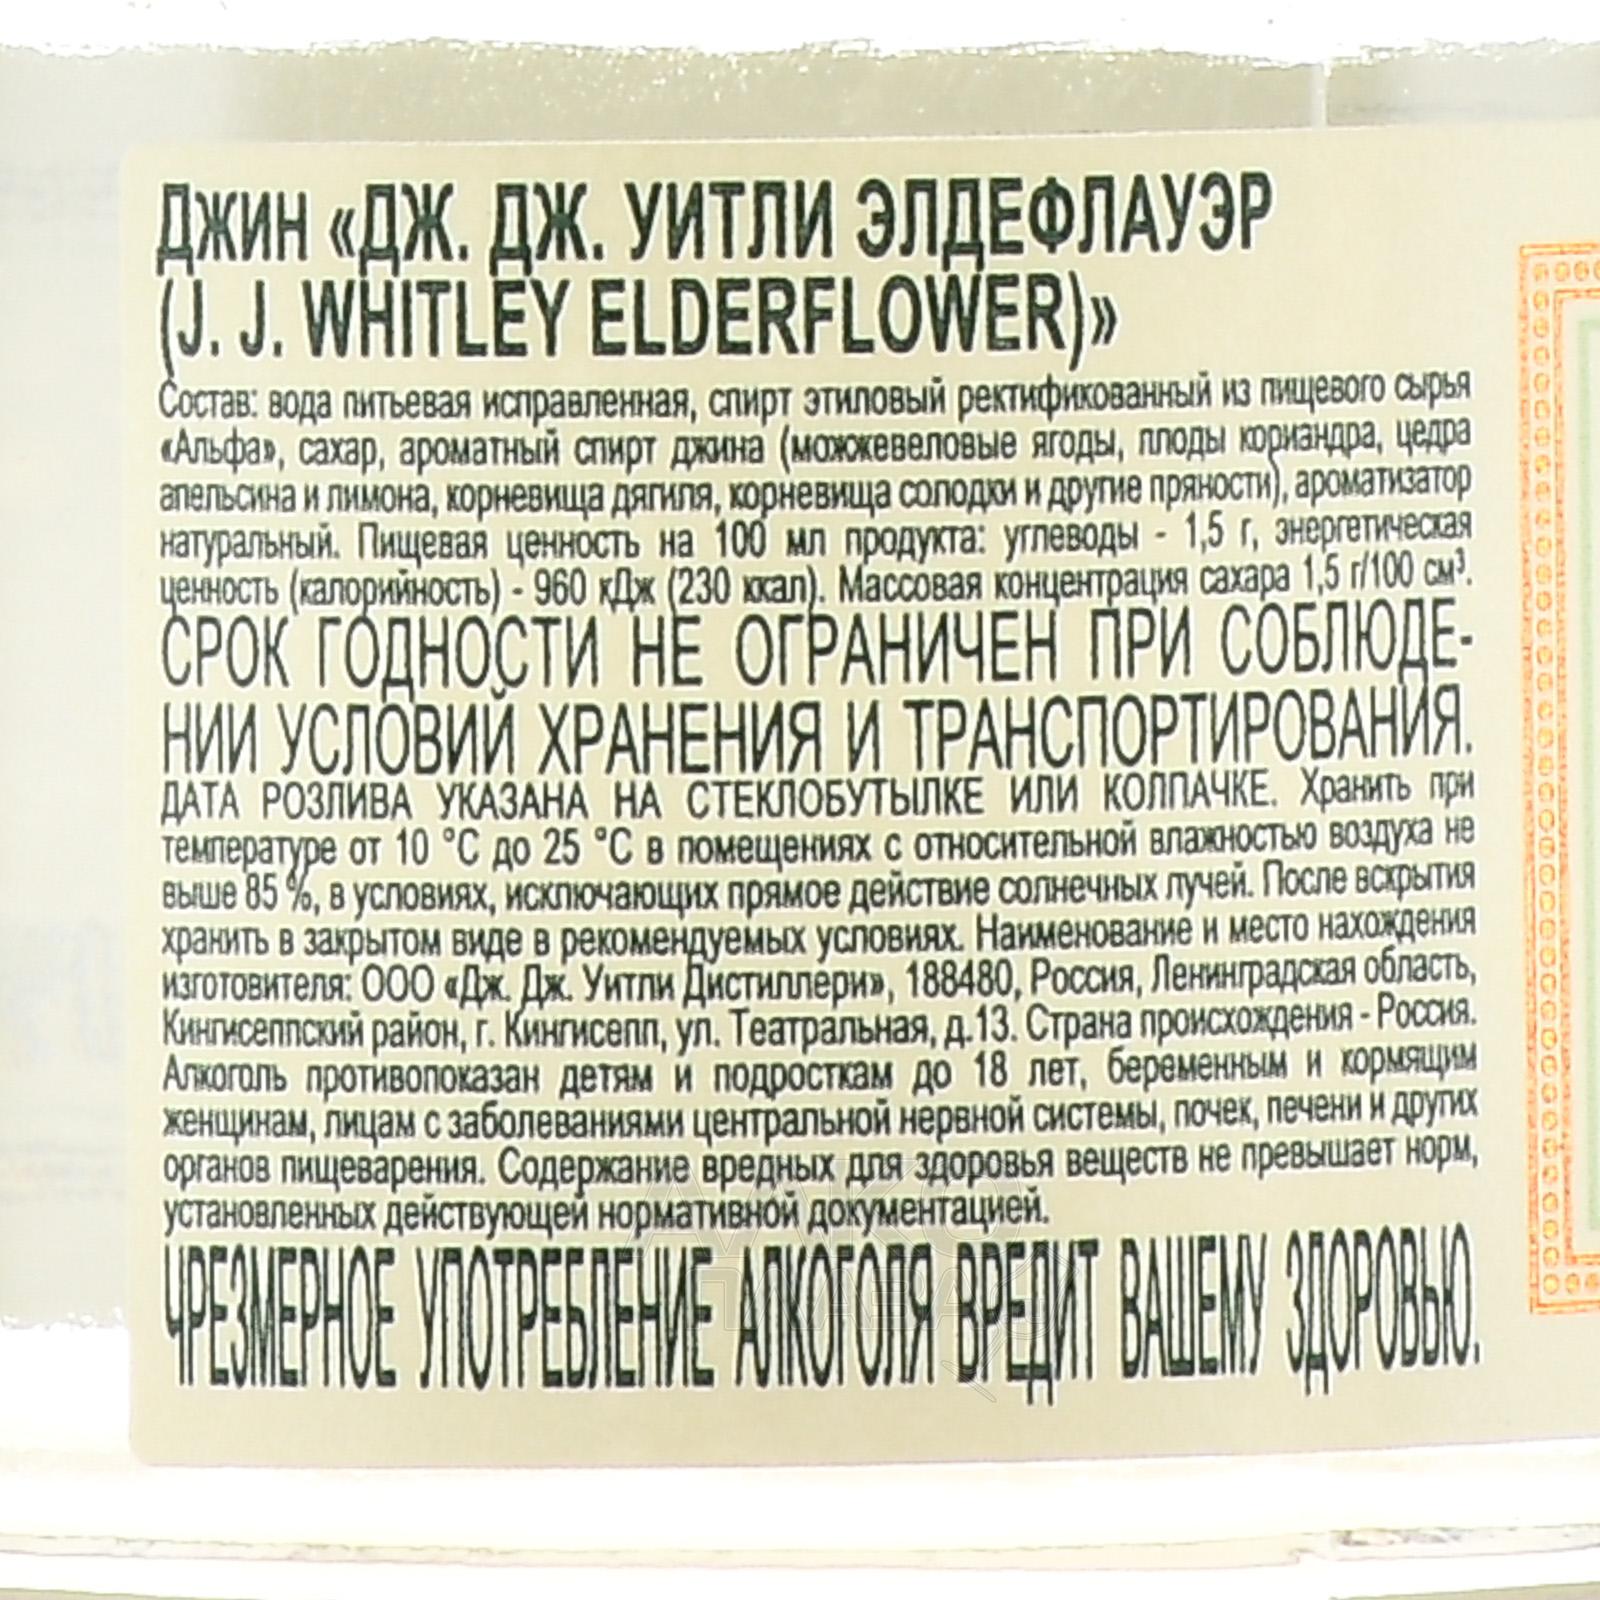 ДЖИН «ДЖ. ДЖ. УИТЛИ ЭЛДЕФЛАУЭР
(J. J. WHITLEY ELDERFLOWER)»
Состав: вода питьевая исправленная, спирт этиловый ректификованный из пищевого сырья
«Альфа», сахар, ароматный спирт джина (можжевеловые ягоды, плоды кориандра, цедра
апельсина и лимона, корневища дягиля, корневища солодки и другие пряности), ароматизатор
натуральный. Пищевая ценность на 100 мл продукта: углеводы - 1,5 г, энергетическая
ценность (калорийность) - 960 кДж (230 ккал). Массовая концентрация сахара 1,5 г/100 см³.
СРОК ГОДНОСТИ НЕ ОГРАНИЧЕН ПРИ СОБЛЮДЕ-
НИИ УСЛОВИЙ ХРАНЕНИЯ И ТРАНСПОРТИРОВАНИЯ.
ДАТА РОЗЛИВА УКАЗАНА НА СТЕКЛОБУТЫЛКЕ ИЛИ КОЛПАЧКЕ. Хранить при
температуре от 10 °С до 25 °С в помещениях с относительной влажностью воздуха не
выше 85 %, в условиях, исключающих прямое действие солнечных лучей. После вскрытия
хранить в закрытом виде в рекомендуемых условиях. Наименование и место нахождения
изготовителя: ООО «Дж. Дж. Уитли Дистиллери», 188480, Россия, Ленинградская область,
Кингисеппский район, г. Кингисепп, ул. Театральная, д.13. Страна происхождения - Россия.
Алкоголь противопоказан детям и подросткам до 18 лет, беременным и кормящим
женщинам, лицам с заболеваниями центральной нервной системы, почек, печени и других
органов пищеварения. Содержание вредных для здоровья веществ не превышает норм,
установленных действующей нормативной документацией.
ЧРЕЗМЕРНОЕ УПОТРЕБЛЕНИЕ АЛКОГОЛЯ ВРЕДИТ ВАШЕМУ ЗДОРОВЬЮ.
АЛКО
ПЛАВАЯ